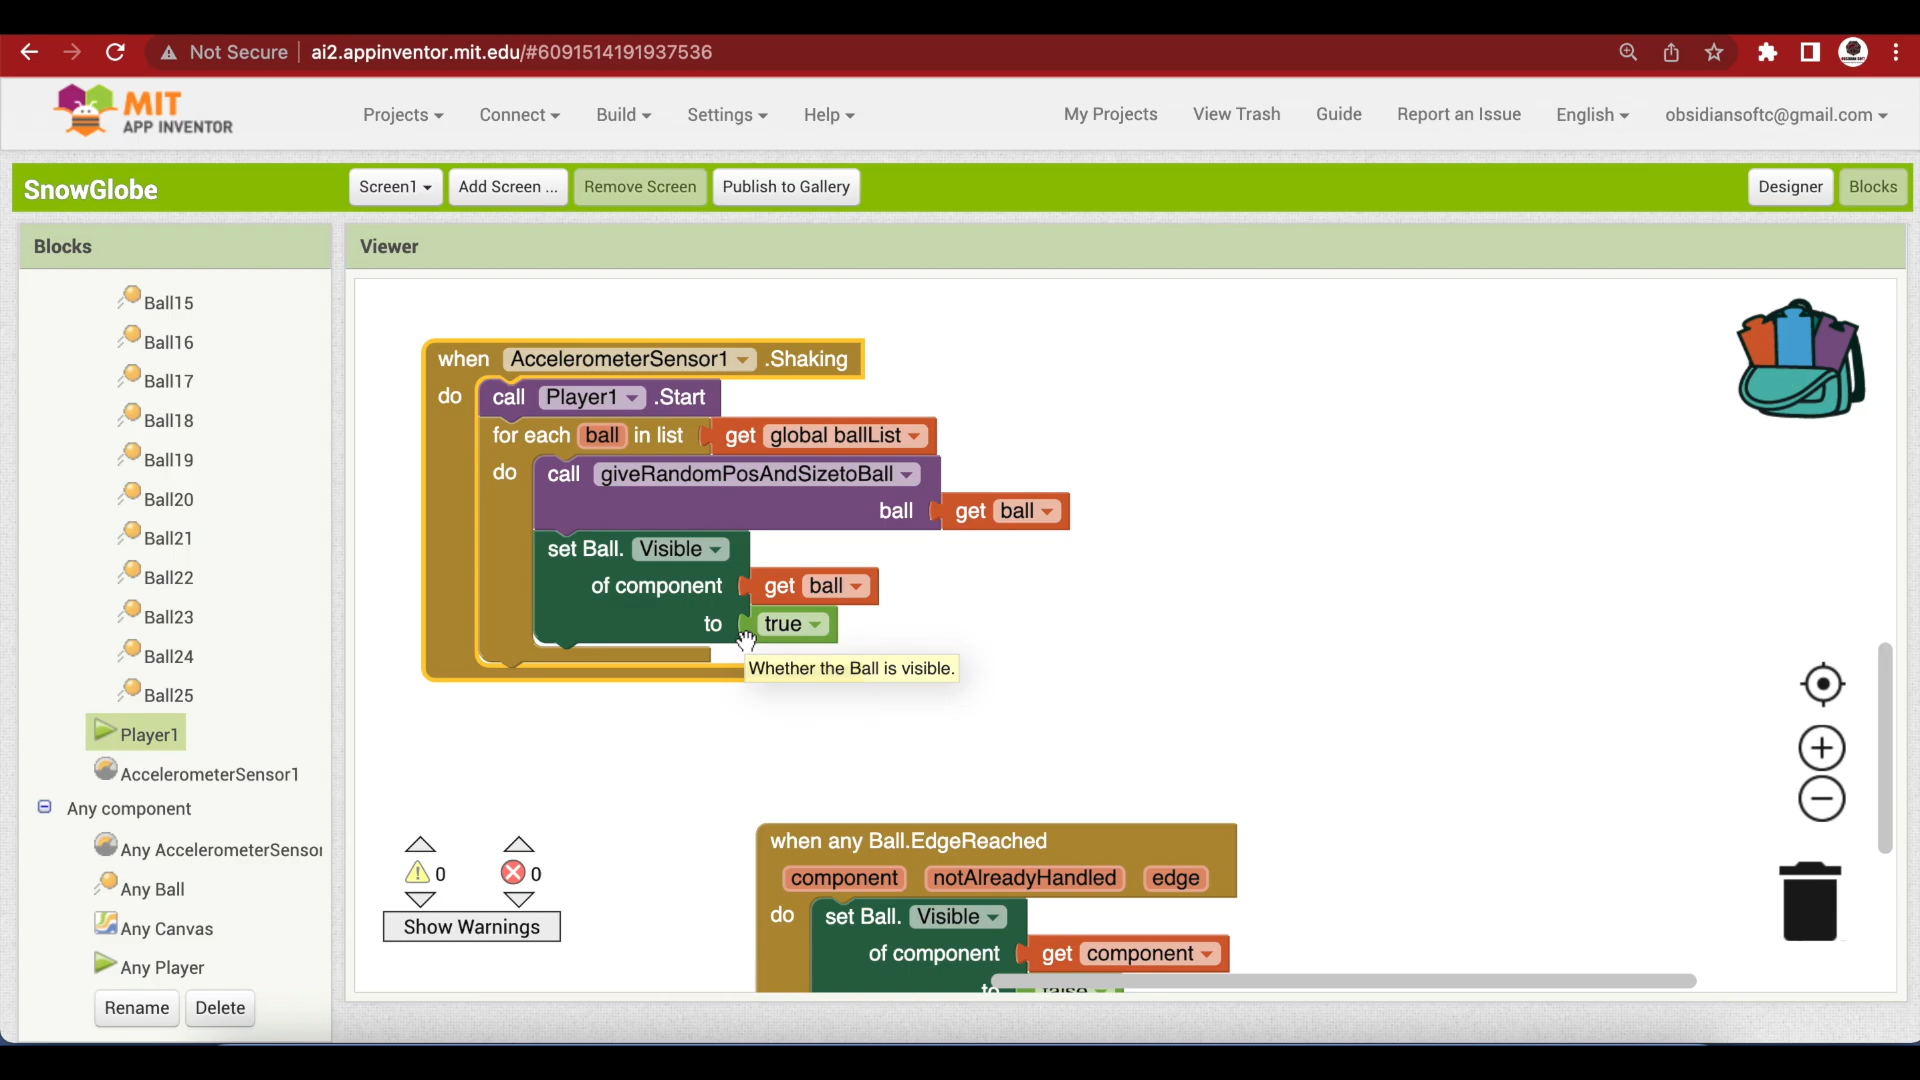 Not Secure ai2.appinventor.mit.edu/#6091514191937536
MIT
APP INVENTOR
Projects Connect Build Settings Help My Projects View Trash Guide Report an Issue English obsidiansoftc@gmail.com
SnowGlobe Screen1 Add Screen ... Remove Screen Publish to Gallery Designer Blocks
Blocks
Viewer
Ball15
Ball16
Ball17
Ball18
Ball19
Ball20
Ball21
Ball22
Ball23
Ball24
Ball25
Player1
AccelerometerSensor1
Any component
Any AccelerometerSensor
Any Ball
Any Canvas
Any Player
Rename Delete
when AccelerometerSensor1 .Shaking
do call Player1 .Start
for each ball in list get global ballList
do call giveRandomPosAndSizetoBall
ball get ball
set Ball. Visible
of component get ball
to true
Whether the Ball is visible.
0 0
Show Warnings
when any Ball.EdgeReached
component notAlreadyHandled edge
do set Ball. Visible
of component get component
to false